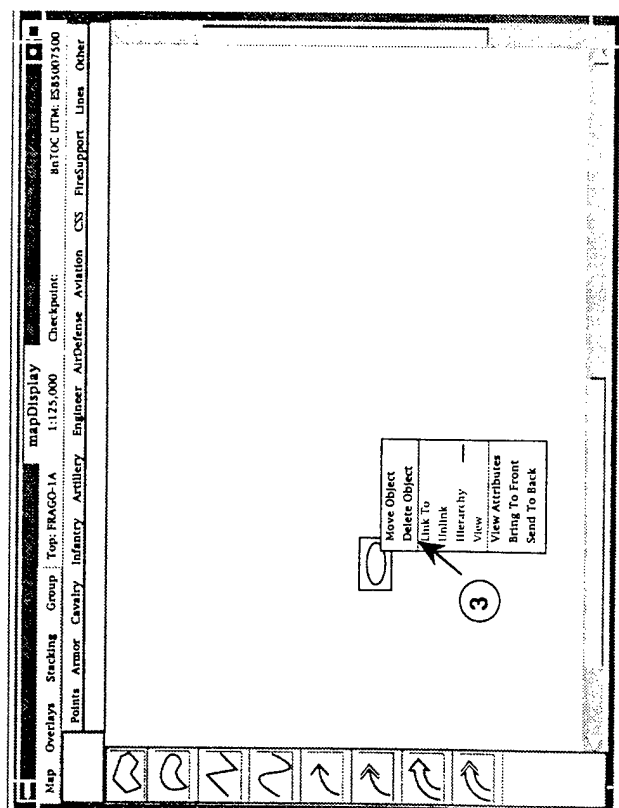 mapDisplay
Map Overlays Stacking Group Top: FRAGO-1A 1:125,000 Checkpoint: BnTOC UTM: ES85007500
Points Armor Cavalry Infantry Artillery Engineer AirDefense Aviation CSS FireSupport Lines Other
Move Object
Delete Object
Link To
Unlink
Hierarchy
View
View Attributes
Bring To Front
Send To Back
3